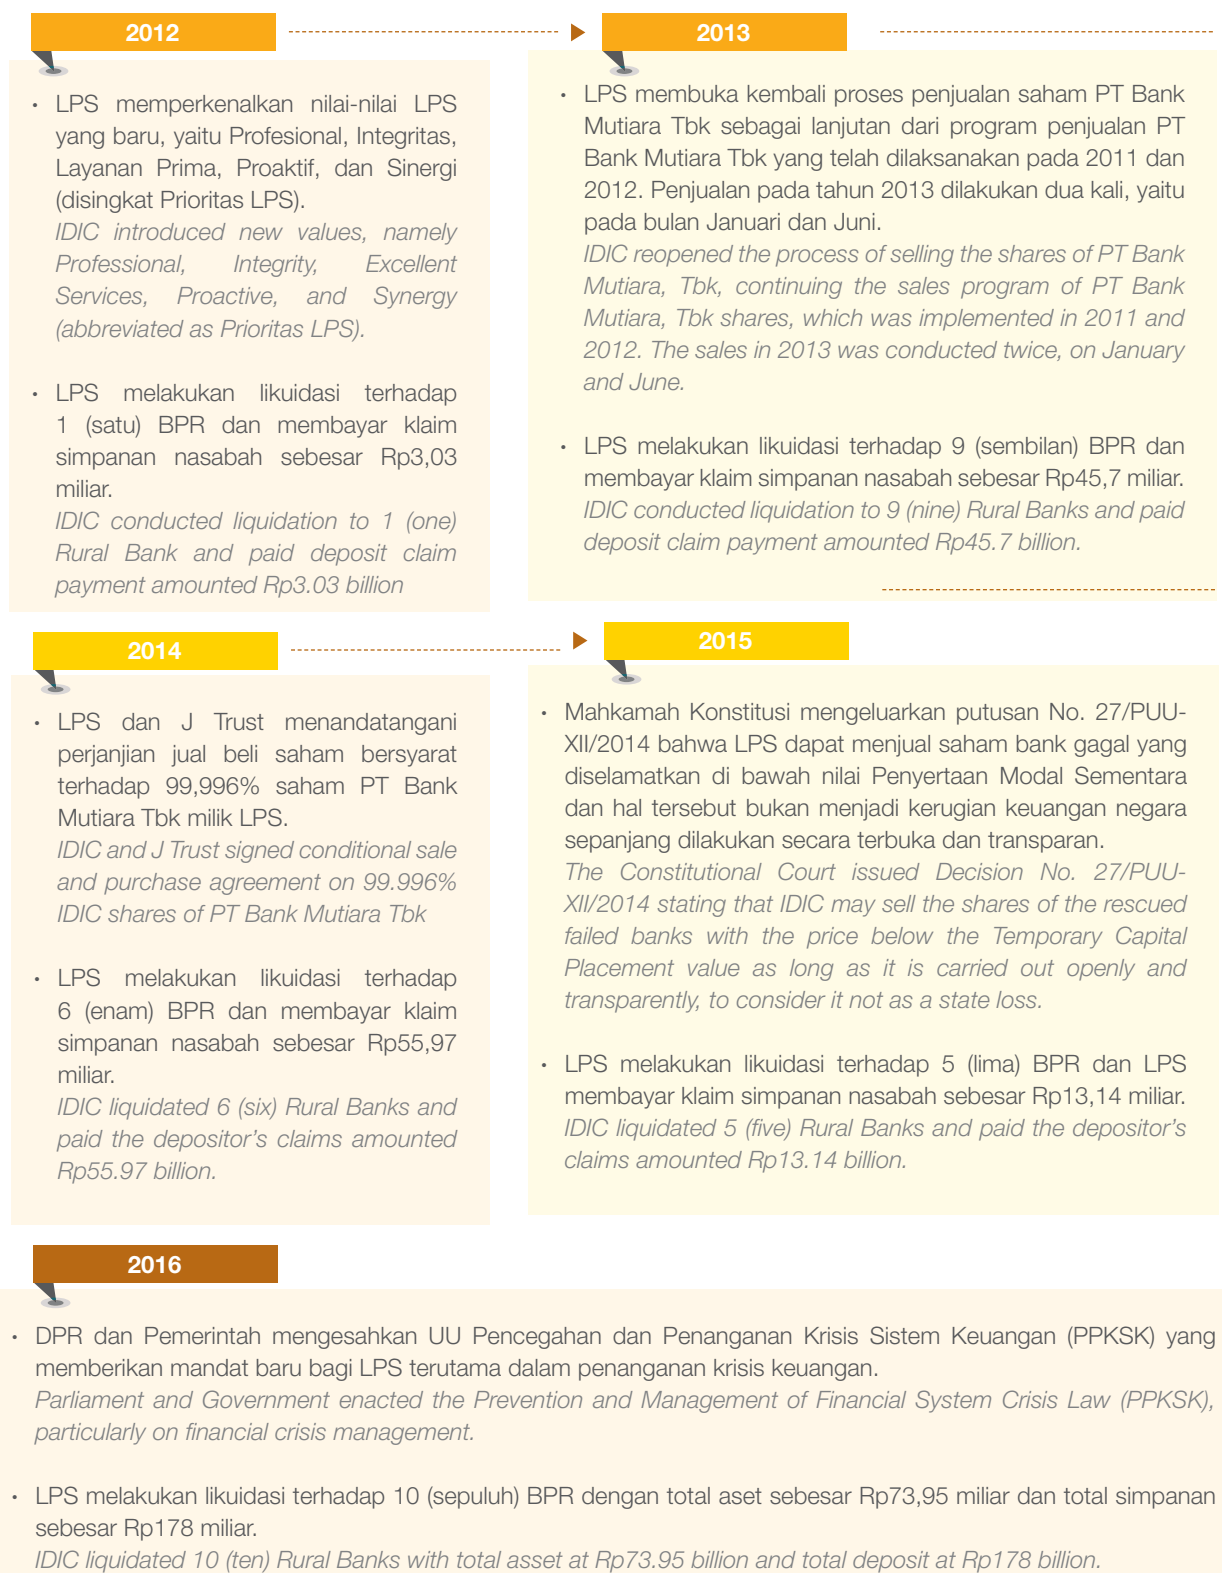 2012
• LPS memperkenalkan nilai-nilai LPS
yang baru, yaitu Profesional, Integritas,
Layanan Prima, Proaktif, dan Sinergi
(disingkat Prioritas LPS).
IDIC introduced new values, namely
Professional, Integrity, Excellent
Services, Proactive, and Synergy
(abbreviated as Prioritas LPS).
• LPS melakukan likuidasi terhadap
1 (satu) BPR dan membayar klaim
simpanan nasabah sebesar Rp3,03
miliar.
IDIC conducted liquidation to 1 (one)
Rural Bank and paid deposit claim
payment amounted Rp3.03 billion
2013
• LPS membuka kembali proses penjualan saham PT Bank
Mutiara Tbk sebagai lanjutan dari program penjualan PT
Bank Mutiara Tbk yang telah dilaksanakan pada 2011 dan
2012. Penjualan pada tahun 2013 dilakukan dua kali, yaitu
pada bulan Januari dan Juni.
IDIC reopened the process of selling the shares of PT Bank
Mutiara, Tbk, continuing the sales program of PT Bank
Mutiara, Tbk shares, which was implemented in 2011 and
2012. The sales in 2013 was conducted twice, on January
and June.
• LPS melakukan likuidasi terhadap 9 (sembilan) BPR dan
membayar klaim simpanan nasabah sebesar Rp45,7 miliar.
IDIC conducted liquidation to 9 (nine) Rural Banks and paid
deposit claim payment amounted Rp45.7 billion.
2014
• LPS dan J Trust menandatangani
perjanjian jual beli saham bersyarat
terhadap 99,996% saham PT Bank
Mutiara Tbk milik LPS.
IDIC and J Trust signed conditional sale
and purchase agreement on 99.996%
IDIC shares of PT Bank Mutiara Tbk
• LPS melakukan likuidasi terhadap
6 (enam) BPR dan membayar klaim
simpanan nasabah sebesar Rp55,97
miliar.
IDIC liquidated 6 (six) Rural Banks and
paid the depositor's claims amounted
Rp55.97 billion.
2015
• Mahkamah Konstitusi mengeluarkan putusan No. 27/PUU-
XII/2014 bahwa LPS dapat menjual saham bank gagal yang
diselamatkan di bawah nilai Penyertaan Modal Sementara
dan hal tersebut bukan menjadi kerugian keuangan negara
sepanjang dilakukan secara terbuka dan transparan.
The Constitutional Court issued Decision No. 27/PUU-
XII/2014 stating that IDIC may sell the shares of the rescued
failed banks with the price below the Temporary Capital
Placement value as long as it is carried out openly and
transparently, to consider it not as a state loss.
• LPS melakukan likuidasi terhadap 5 (lima) BPR dan LPS
membayar klaim simpanan nasabah sebesar Rp13,14 miliar.
IDIC liquidated 5 (five) Rural Banks and paid the depositor's
claims amounted Rp13.14 billion.
2016
• DPR dan Pemerintah mengesahkan UU Pencegahan dan Penanganan Krisis Sistem Keuangan (PPKSK) yang
memberikan mandat baru bagi LPS terutama dalam penanganan krisis keuangan.
Parliament and Government enacted the Prevention and Management of Financial System Crisis Law (PPKSK),
particularly on financial crisis management.
• LPS melakukan likuidasi terhadap 10 (sepuluh) BPR dengan total aset sebesar Rp73,95 miliar dan total simpanan
sebesar Rp178 miliar.
IDIC liquidated 10 (ten) Rural Banks with total asset at Rp73.95 billion and total deposit at Rp178 billion.